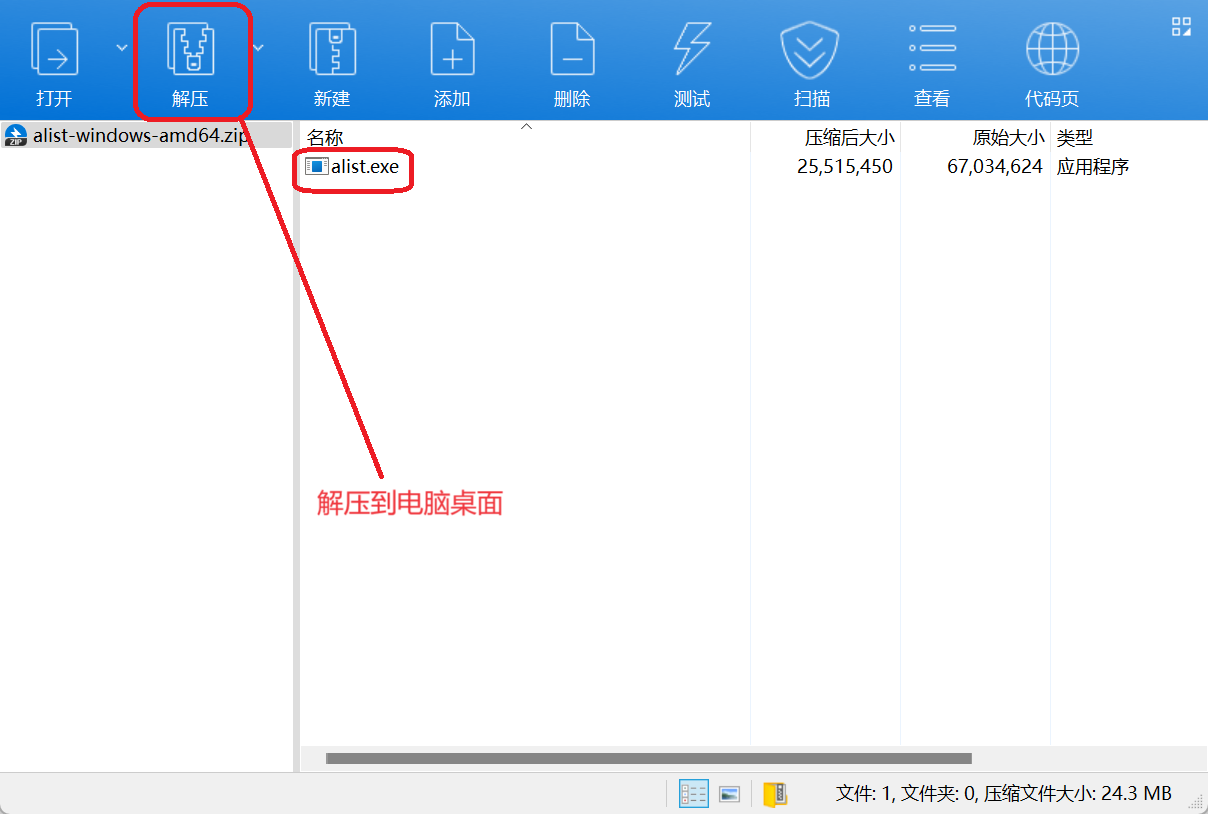 打开 解压 新建 添加 删除 测试 扫描 查看 代码页
alist-windows-amd64.zip
名称 压缩后大小 原始大小 类型
alist.exe 25,515,450 67,034,624 应用程序
解压到电脑桌面
文件: 1, 文件夹: 0, 压缩文件大小: 24.3 MB